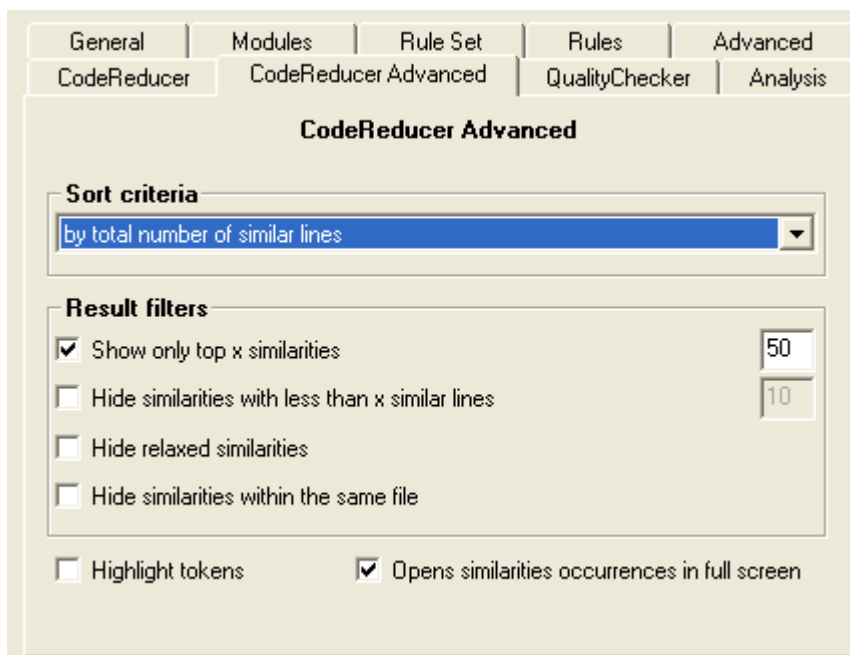 General Modules Rule Set Rules Advanced
CodeReducer CodeReducer Advanced QualityChecker Analysis
CodeReducer Advanced
Sort criteria
by total number of similar lines
Result filters
Show only top x similarities 50
Hide similarities with less than x similar lines 10
Hide relaxed similarities
Hide similarities within the same file
Highlight tokens Opens similarities occurrences in full screen